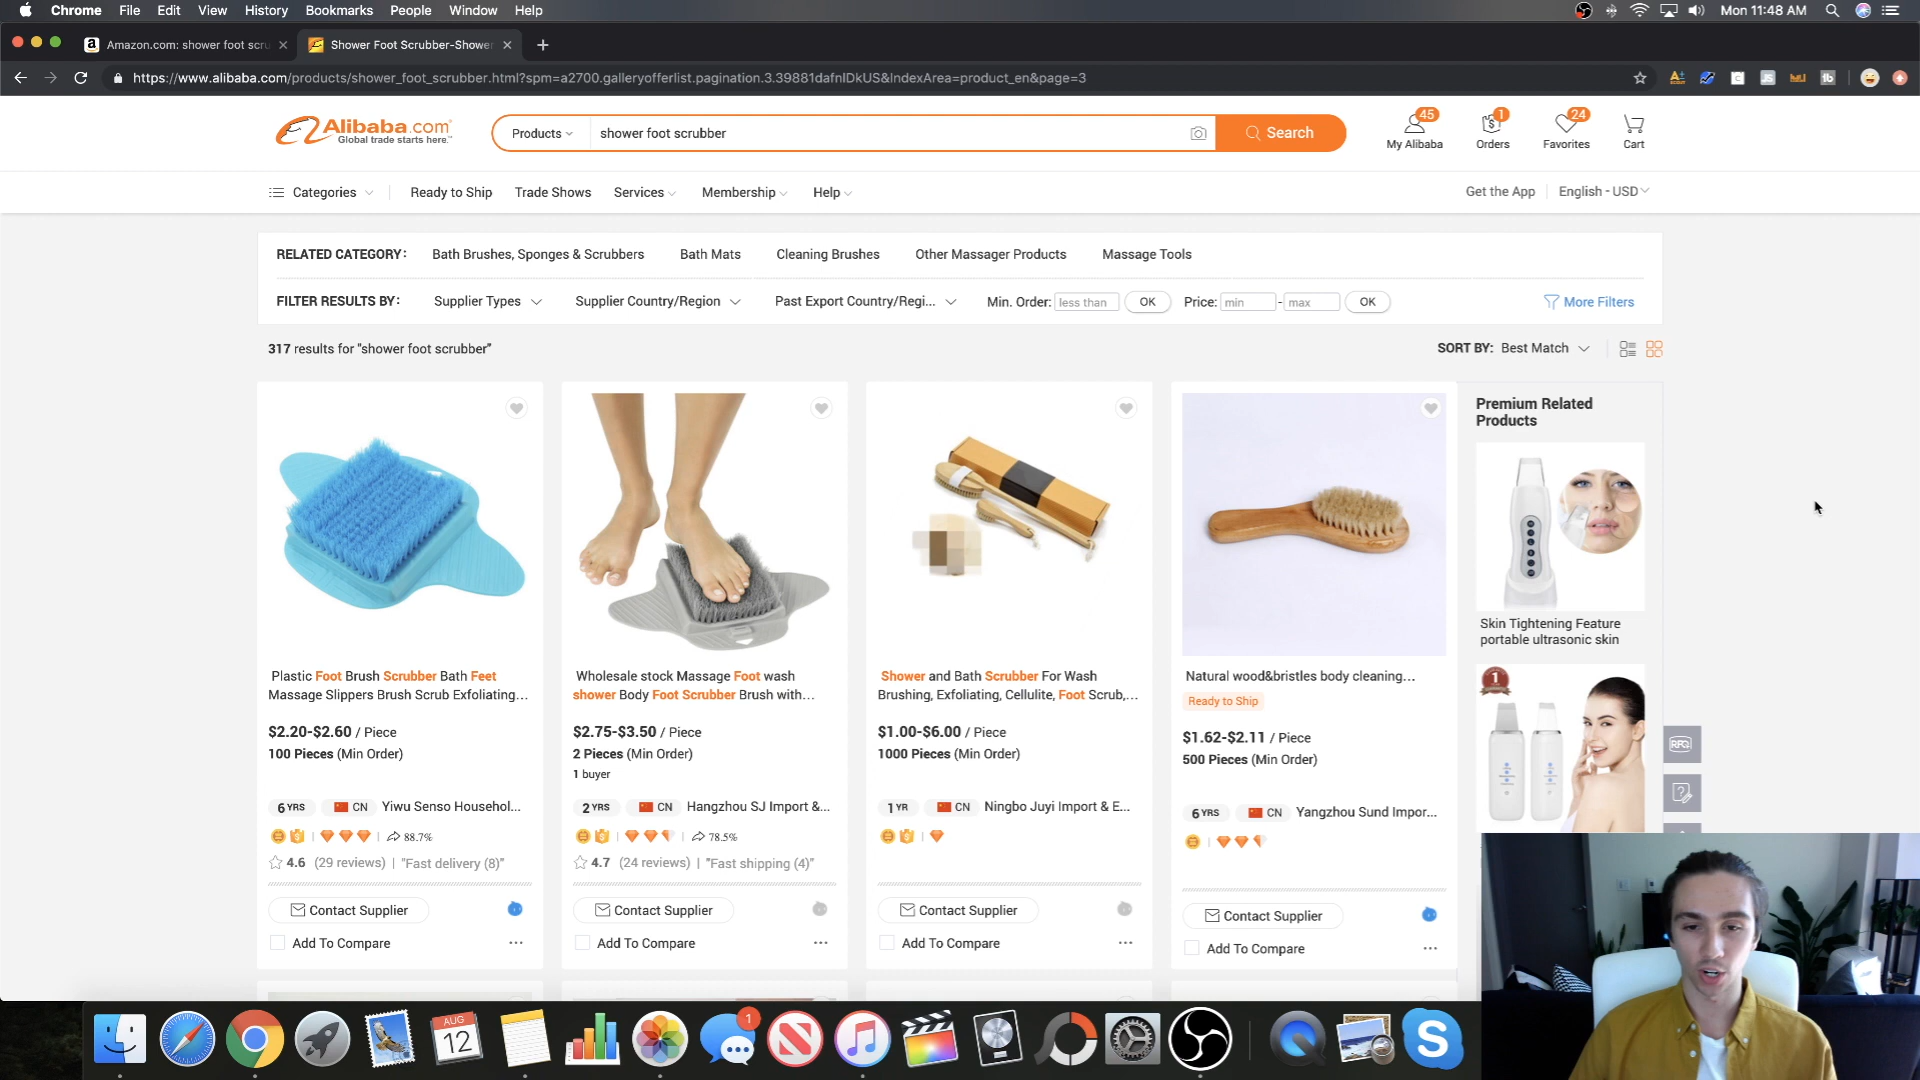 Chrome File Edit View History Bookmarks People Window Help
Mon 11:48 AM
Amazon.com: shower foot scru
Shower Foot Scrubber-Shower
https://www.alibaba.com/products/shower_foot_scrubber.html?spm=a2700.galleryofferlist.pagination.3.39881dafnIDkUS&IndexArea=product_en&page=3
Alibaba.com
Global trade starts here.™
Products
shower foot scrubber
Search
45
My Alibaba
1
Orders
24
Favorites
Cart
Categories
Ready to Ship
Trade Shows
Services
Membership
Help
Get the App
English - USD
RELATED CATEGORY: Bath Brushes, Sponges & Scrubbers Bath Mats Cleaning Brushes Other Massager Products Massage Tools
FILTER RESULTS BY: Supplier Types Supplier Country/Region Past Export Country/Regi... Min. Order: less than OK Price: min - max OK More Filters
317 results for "shower foot scrubber"
SORT BY: Best Match
Plastic Foot Brush Scrubber Bath Feet
Massage Slippers Brush Scrub Exfoliating...
$2.20-$2.60 / Piece
100 Pieces (Min Order)
6 YRS CN Yiwu Senso Househol...
88.7%
4.6 (29 reviews) | "Fast delivery (8)"
Contact Supplier
Add To Compare
Wholesale stock Massage Foot wash
shower Body Foot Scrubber Brush with...
$2.75-$3.50 / Piece
2 Pieces (Min Order)
1 buyer
2 YRS CN Hangzhou SJ Import &...
78.5%
4.7 (24 reviews) | "Fast shipping (4)"
Contact Supplier
Add To Compare
Shower and Bath Scrubber For Wash
Brushing, Exfoliating, Cellulite, Foot Scrub,...
$1.00-$6.00 / Piece
1000 Pieces (Min Order)
1 YR CN Ningbo Juyi Import & E...
Contact Supplier
Add To Compare
Natural wood&bristles body cleaning...
Ready to Ship
$1.62-$2.11 / Piece
500 Pieces (Min Order)
6 YRS CN Yangzhou Sund Impor...
Contact Supplier
Add To Compare
Premium Related
Products
Skin Tightening Feature
portable ultrasonic skin
1
RFQ
AUG
12
1